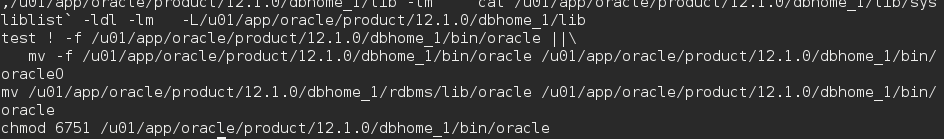 ,/u01/app/oracle/product/12.1.0/dbhome_1/lib -lm    `cat /u01/app/oracle/product/12.1.0/dbhome_1/lib/sys
liblist` -ldl -lm   -L/u01/app/oracle/product/12.1.0/dbhome_1/lib
test ! -f /u01/app/oracle/product/12.1.0/dbhome_1/bin/oracle ||\
   mv -f /u01/app/oracle/product/12.1.0/dbhome_1/bin/oracle /u01/app/oracle/product/12.1.0/dbhome_1/bin/
oracleO
mv /u01/app/oracle/product/12.1.0/dbhome_1/rdbms/lib/oracle /u01/app/oracle/product/12.1.0/dbhome_1/bin/
oracle
chmod 6751 /u01/app/oracle/product/12.1.0/dbhome_1/bin/oracle